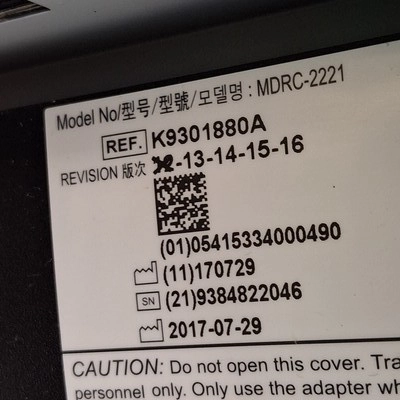 Model No/型号/型號/모델명 : MDRC-2221
REF. K9301880A
REVISION 版次 -13-14-15-16
(01)05415334000490
(11)170729
SN (21)9384822046
2017-07-29
CAUTION: Do not open this cover.
personnel only. Only use the adapter